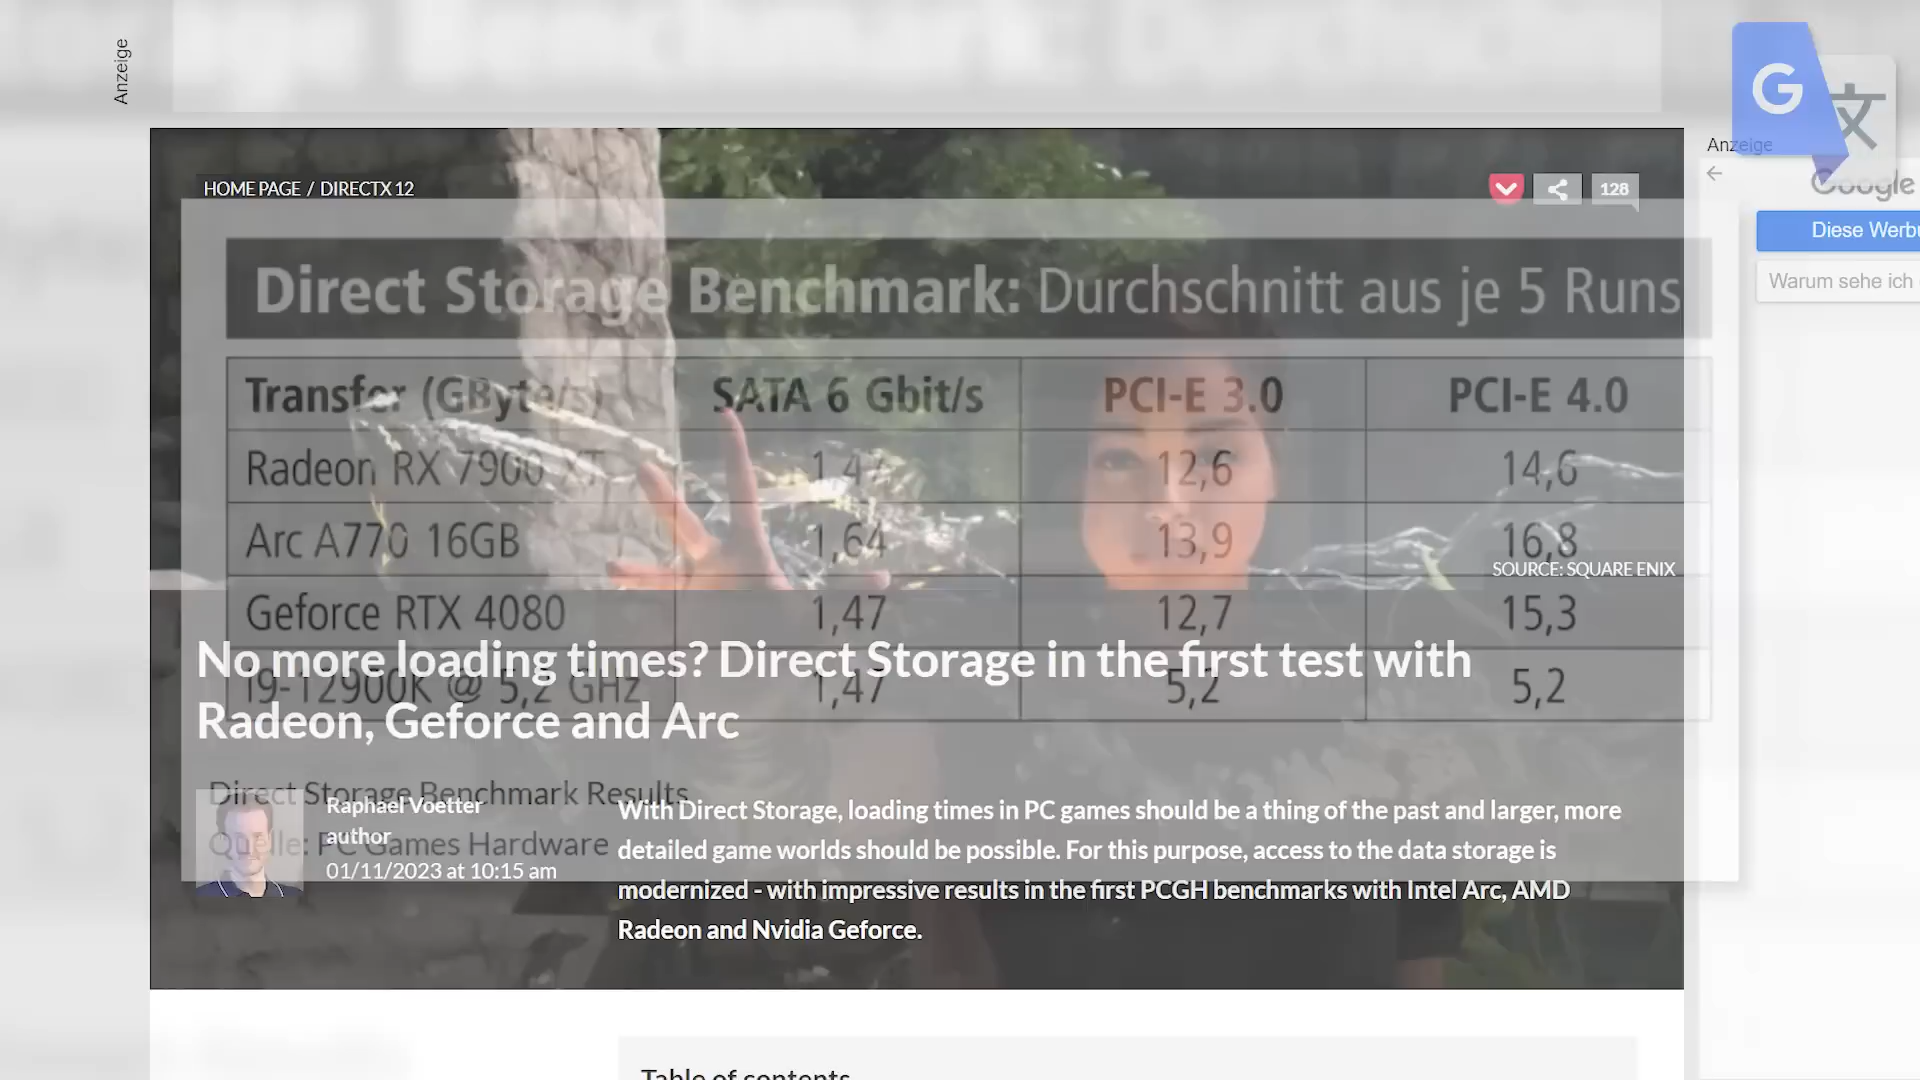 Anzeige
Anzeige
G 文
Google
Diese Werbu
Warum sehe ich
HOME PAGE / DIRECTX 12
128
Direct Storage Benchmark: Durchschnitt aus je 5 Runs
Transfer (GByte/s) SATA 6 Gbit/s PCI-E 3.0 PCI-E 4.0
Radeon RX 7900 XT 1,47 12,6 14,6
Arc A770 16GB 1,64 13,9 16,8
SOURCE: SQUARE ENIX
Geforce RTX 4080 1,47 12,7 15,3
i9-12900K @ 5,2 GHz 1,47 5,2 5,2
No more loading times? Direct Storage in the first test with
Radeon, Geforce and Arc
Direct Storage Benchmark Results
Quelle: PC Games Hardware
Raphael Voetter
author
01/11/2023 at 10:15 am
With Direct Storage, loading times in PC games should be a thing of the past and larger, more
detailed game worlds should be possible. For this purpose, access to the data storage is
modernized - with impressive results in the first PCGH benchmarks with Intel Arc, AMD
Radeon and Nvidia Geforce.
Table of contents